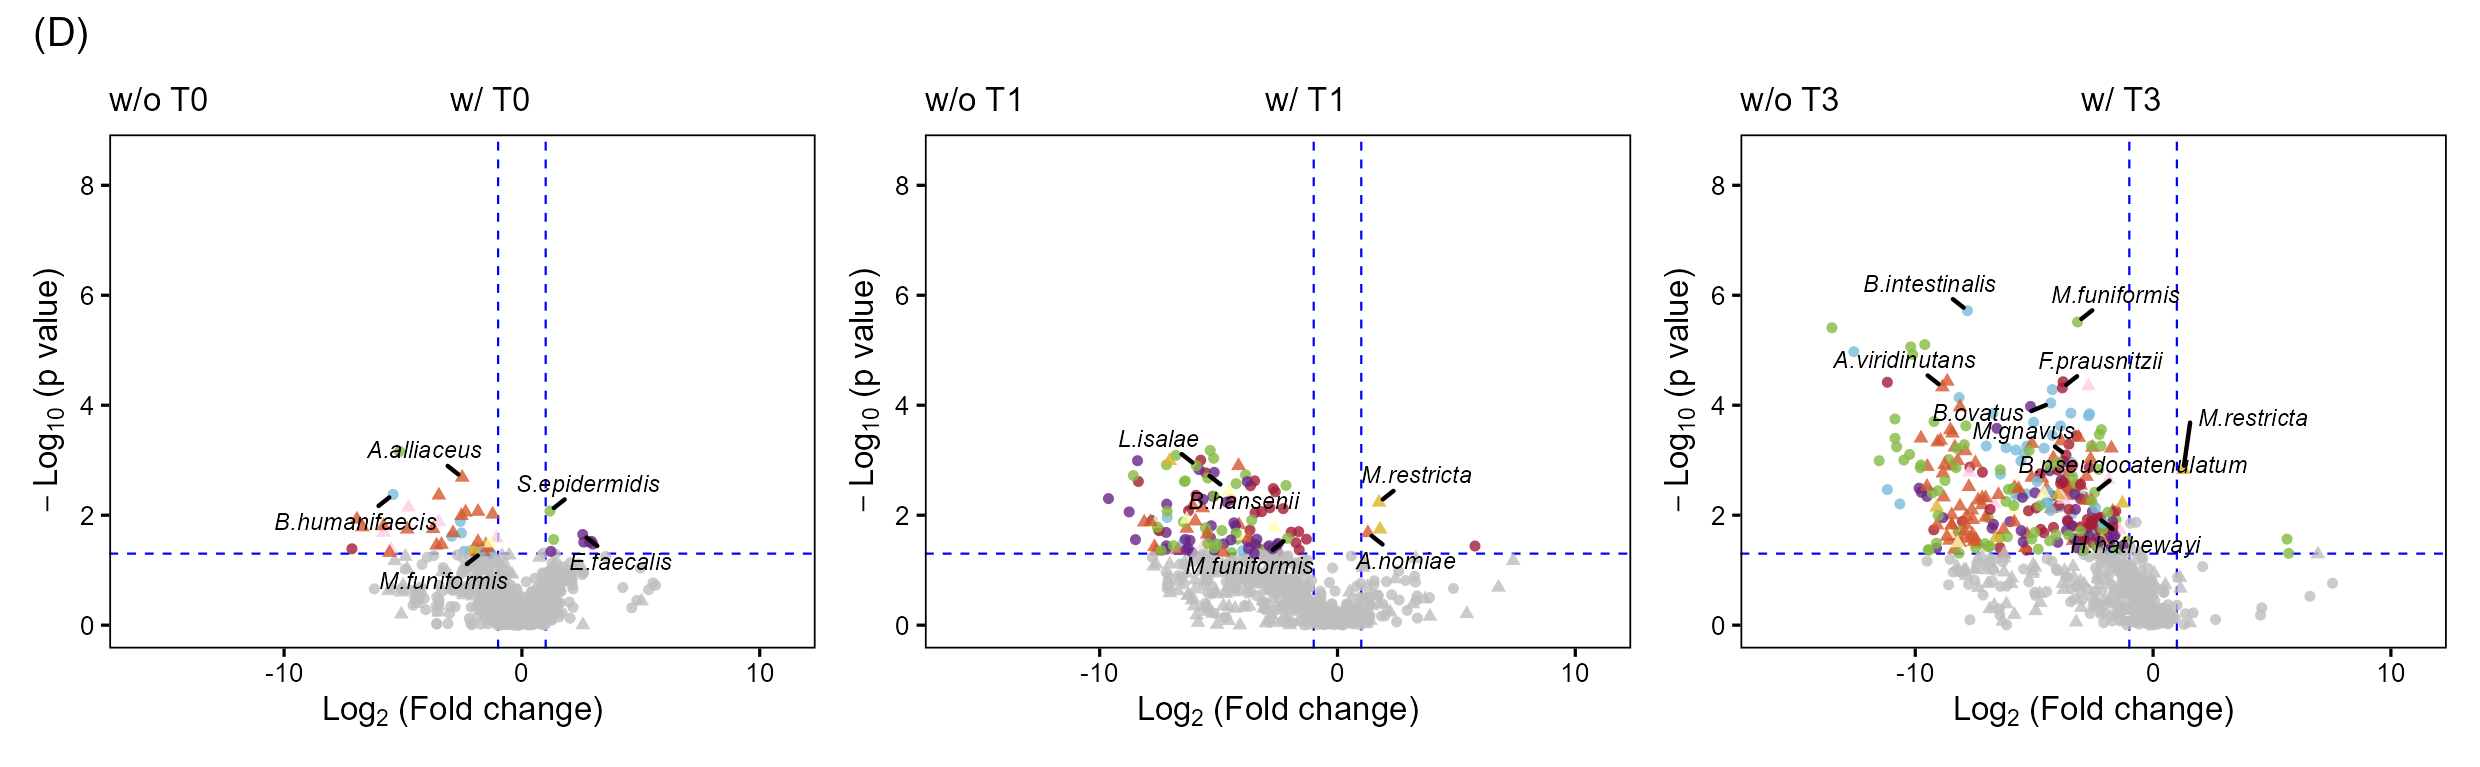 (D)
w/o T0
w/ T0
w/o T1
w/ T1
w/o T3
w/ T3
− Log10 (p value)
8
6
4
2
0
A.alliaceus
S.epidermidis
B.humanifaecis
E.faecalis
M.funiformis
-10
0
10
Log2 (Fold change)
− Log10 (p value)
8
6
4
2
0
L.isalae
M.restricta
B.hansenii
M.funiformis
A.nomiae
-10
0
10
Log2 (Fold change)
− Log10 (p value)
8
6
4
2
0
B.intestinalis
M.funiformis
A.viridinutans
F.prausnitzii
B.ovatus
M.restricta
M.gnavus
B.pseudocatenulatum
H.hathewayi
-10
0
10
Log2 (Fold change)